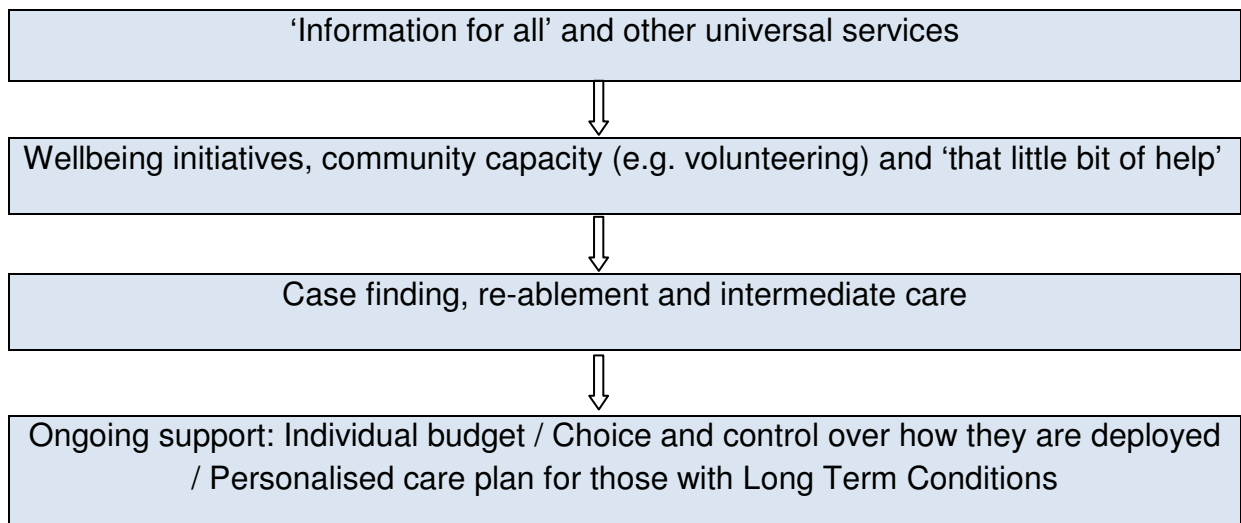 ‘Information for all’ and other universal services
Wellbeing initiatives, community capacity (e.g. volunteering) and ‘that little bit of help’
Case finding, re-ablement and intermediate care
Ongoing support: Individual budget / Choice and control over how they are deployed
/ Personalised care plan for those with Long Term Conditions